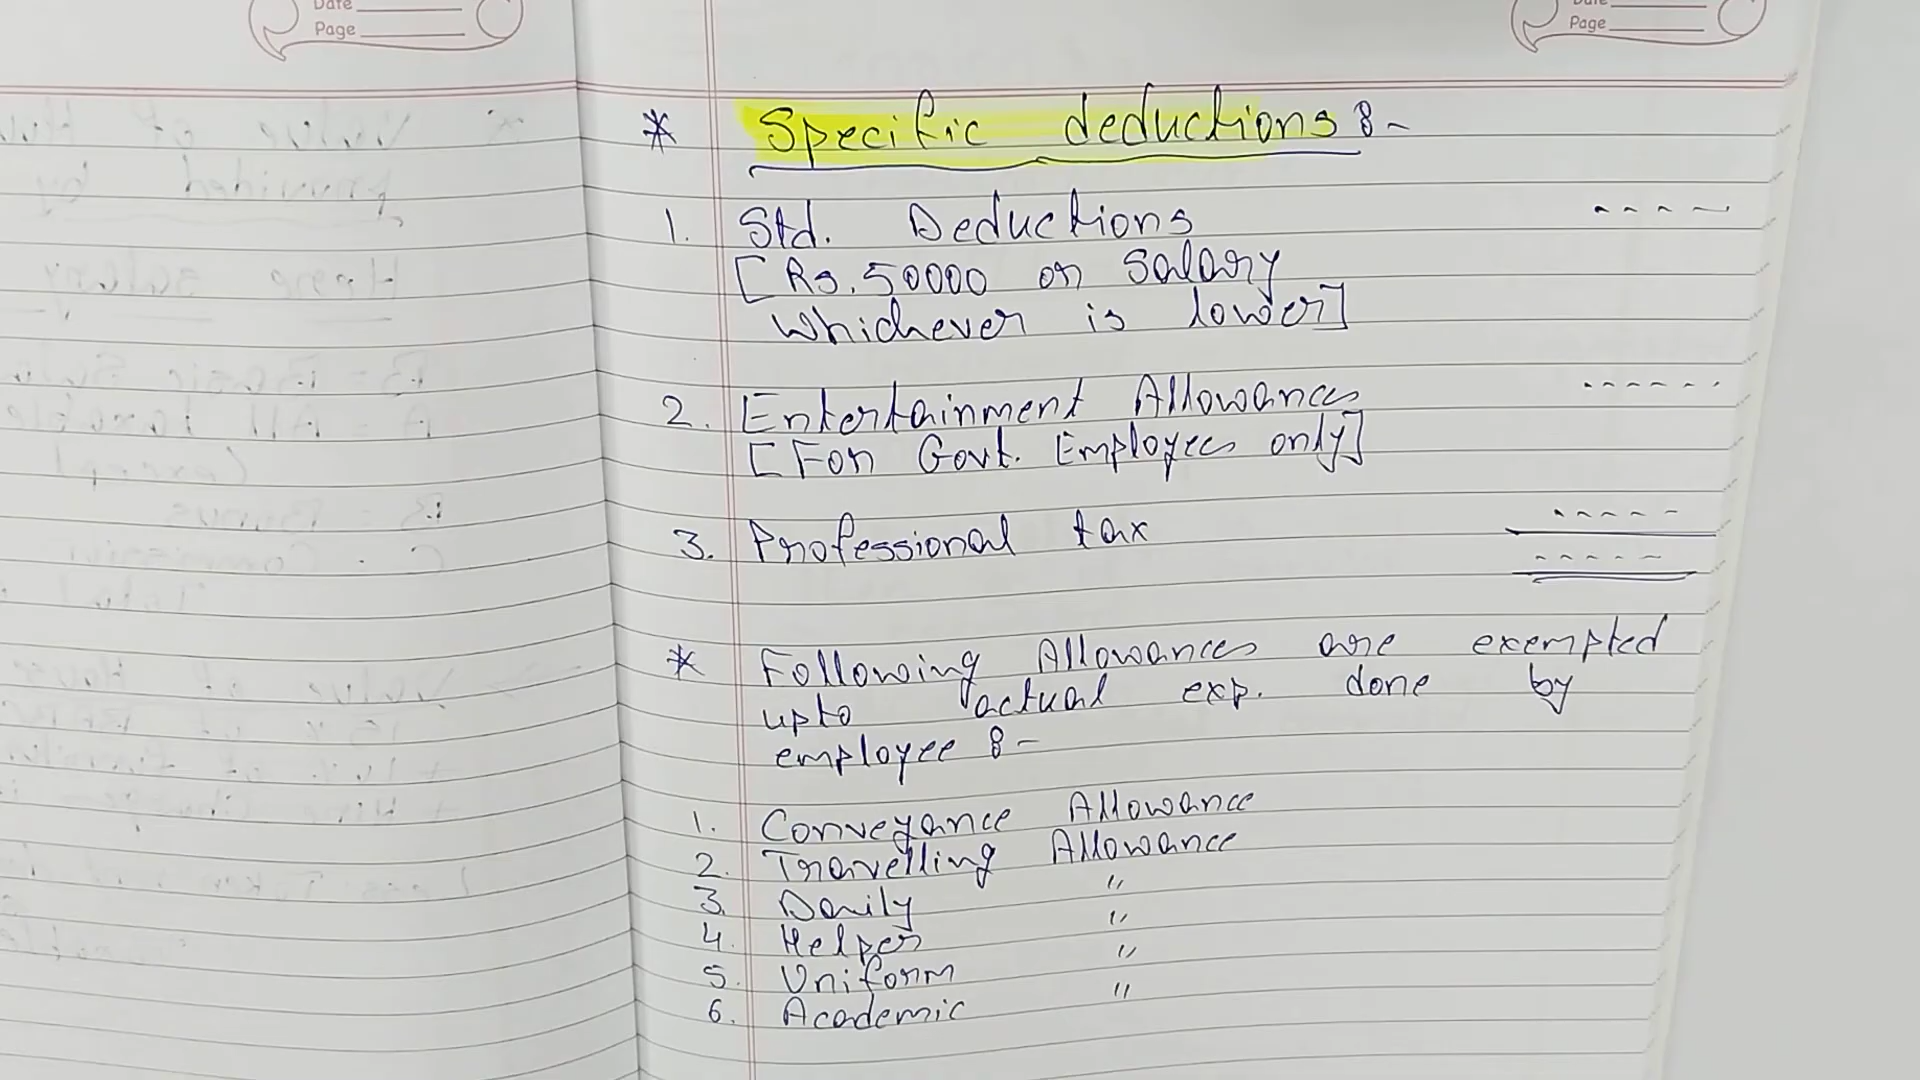 Date
Page
Date
Page
* Specific deductions :-
1. Std. Deductions - - - -
[Rs. 50000 or salary
whichever is lower]
2. Entertainment Allowances - - - - - -
[For Govt. Employees only]
3. Professional tax - - - - -
- - - - -
* Following Allowances are exempted
upto actual exp. done by
employee :-
1. Conveyance Allowance
2. Travelling Allowance
3. Daily "
4. Helper "
5. Uniform "
6. Academic "